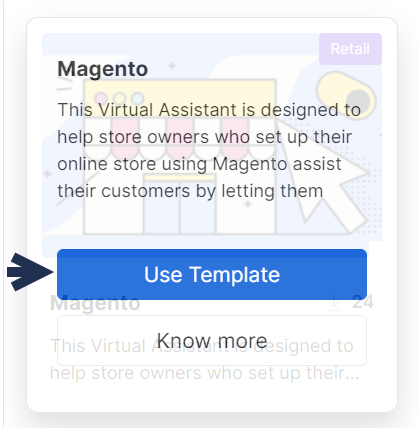 Retail
Magento
This Virtual Assistant is designed to
help store owners who set up their
online store using Magento assist
their customers by letting them
Use Template
Magento 24
Know more
This Virtual Assistant is designed to
help store owners who set up their...